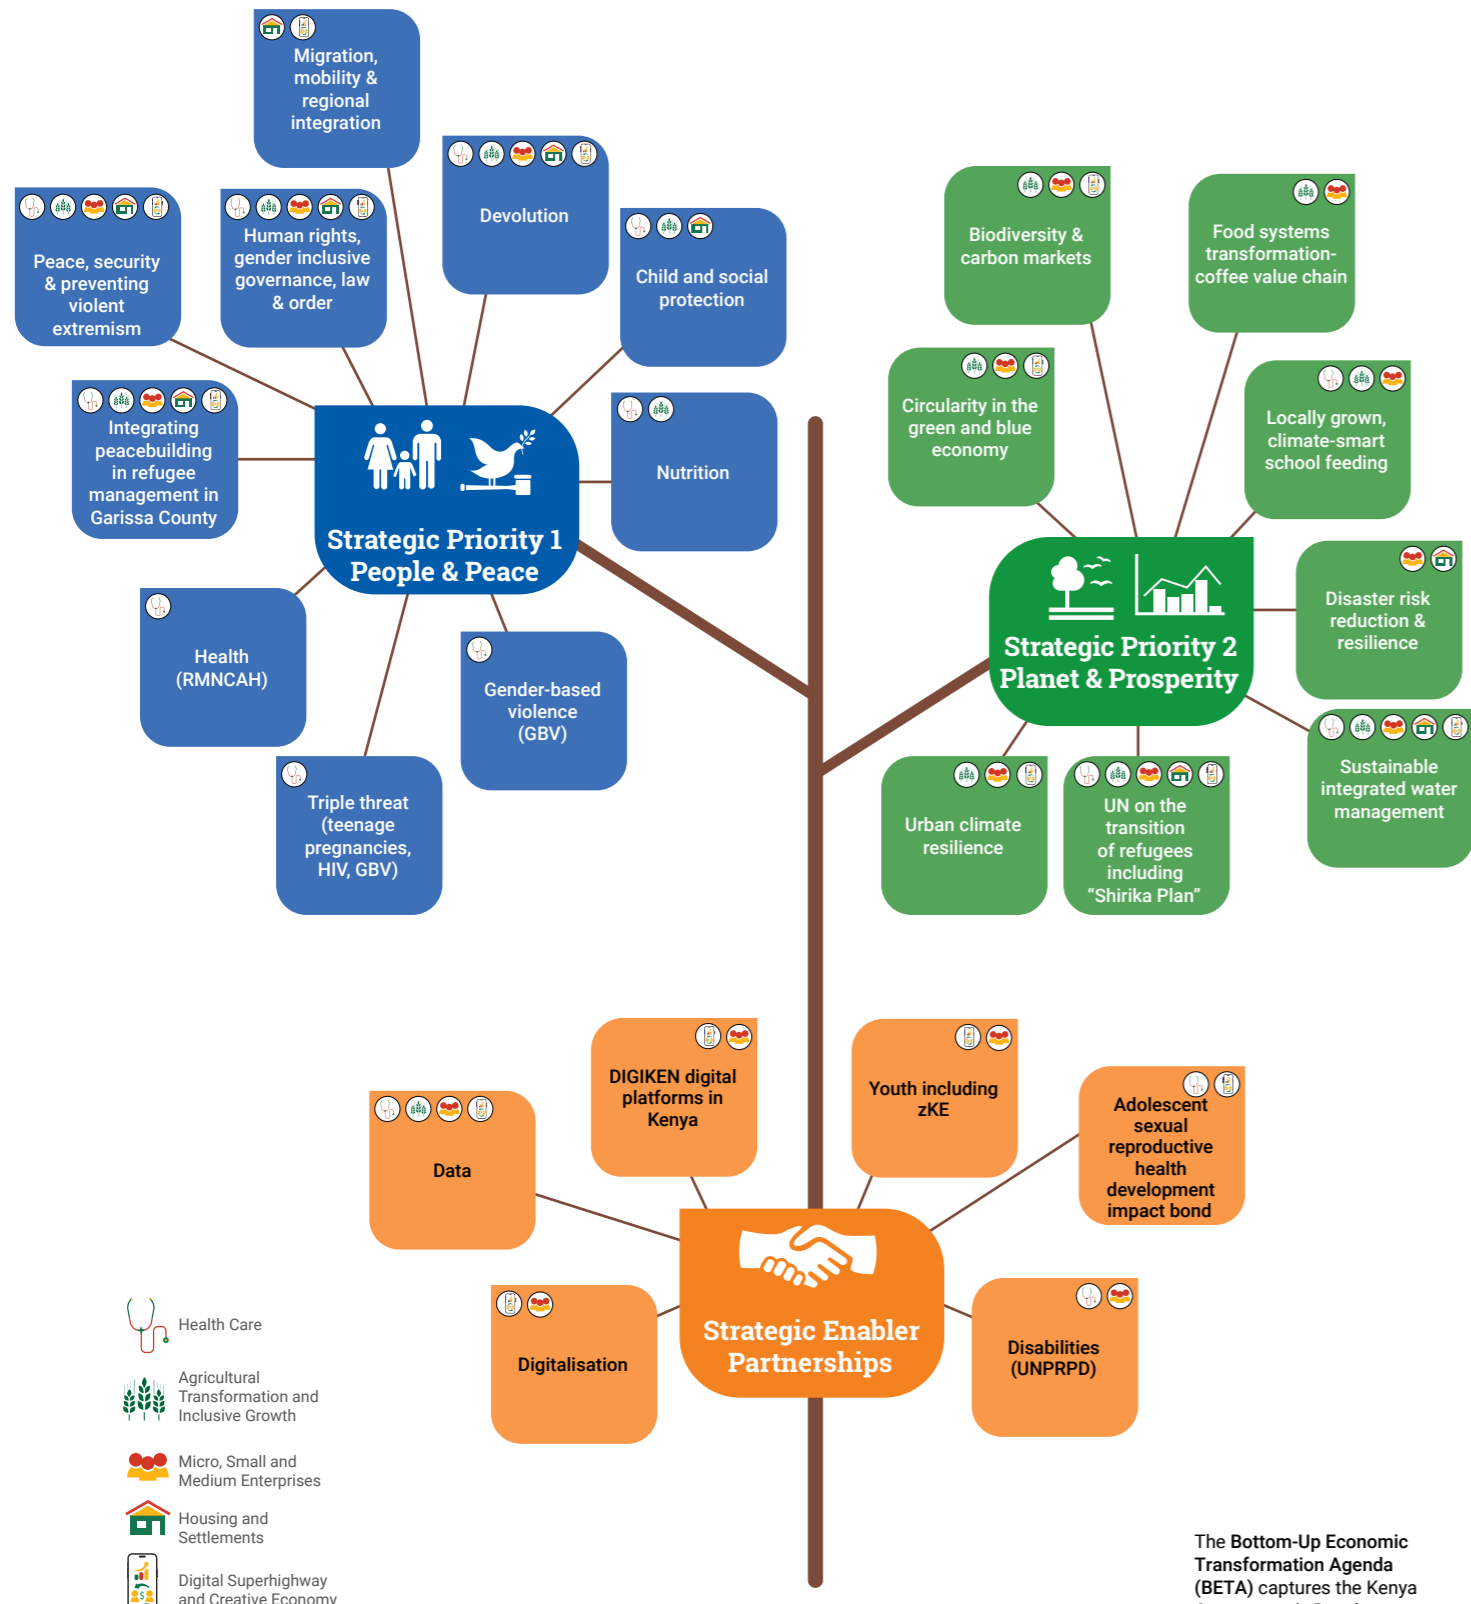 Migration,
mobility &
regional
integration
Devolution
Peace, security
& preventing
violent
extremism
Human rights,
gender inclusive
governance, law
& order
Child and social
protection
Integrating
peacebuilding
in refugee
management in
Garissa County
Nutrition
Strategic Priority 1
People & Peace
Health
(RMNCAH)
Gender-based
violence
(GBV)
Triple threat
(teenage
pregnancies,
HIV, GBV)
Biodiversity &
carbon markets
Food systems
transformation-
coffee value chain
Circularity in the
green and blue
economy
Locally grown,
climate-smart
school feeding
Strategic Priority 2
Planet & Prosperity
Disaster risk
reduction &
resilience
Sustainable
integrated water
management
Urban climate
resilience
UN on the
transition
of refugees
including
“Shirika Plan”
DIGIKEN digital
platforms in
Kenya
Youth including
zKE
Data
Adolescent
sexual
reproductive
health
development
impact bond
Strategic Enabler
Partnerships
Digitalisation
Disabilities
(UNPRPD)
Health Care
Agricultural
Transformation and
Inclusive Growth
Micro, Small and
Medium Enterprises
Housing and
Settlements
Digital Superhighway
and Creative Economy
The Bottom-Up Economic
Transformation Agenda
(BETA) captures the Kenya